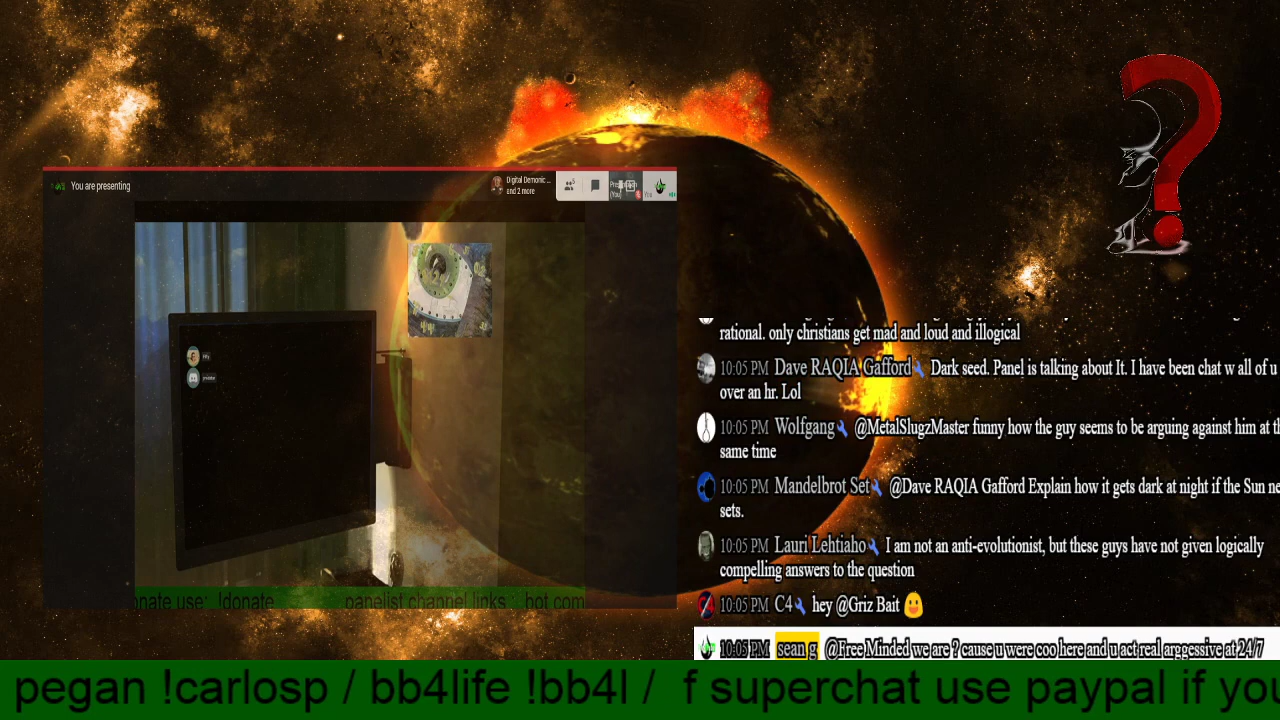 You are presenting
Digital Demonic ...
and 2 more
You
rational. only christians get mad and loud and illogical
10:05 PM Dave RAQIA Gafford Dark seed. Panel is talking about It. I have been chat w all of u
over an hr. Lol
10:05 PM Wolfgang @MetalSlugzMaster funny how the guy seems to be arguing against him at th
same time
10:05 PM Mandelbrot Set @Dave RAQIA Gafford Explain how it gets dark at night if the Sun ne
sets.
10:05 PM Lauri Lehtiaho I am not an anti-evolutionist, but these guys have not given logically
compelling answers to the question
10:05 PM C4 hey @Griz Bait
onate use: !donate panelist channel links : bot com
10:05 PM sean g @Free Minded we are ? cause u were coo here and u act real arggessive at 24/7
pegan !carlosp / bb4life !bb4l / f superchat use paypal if you